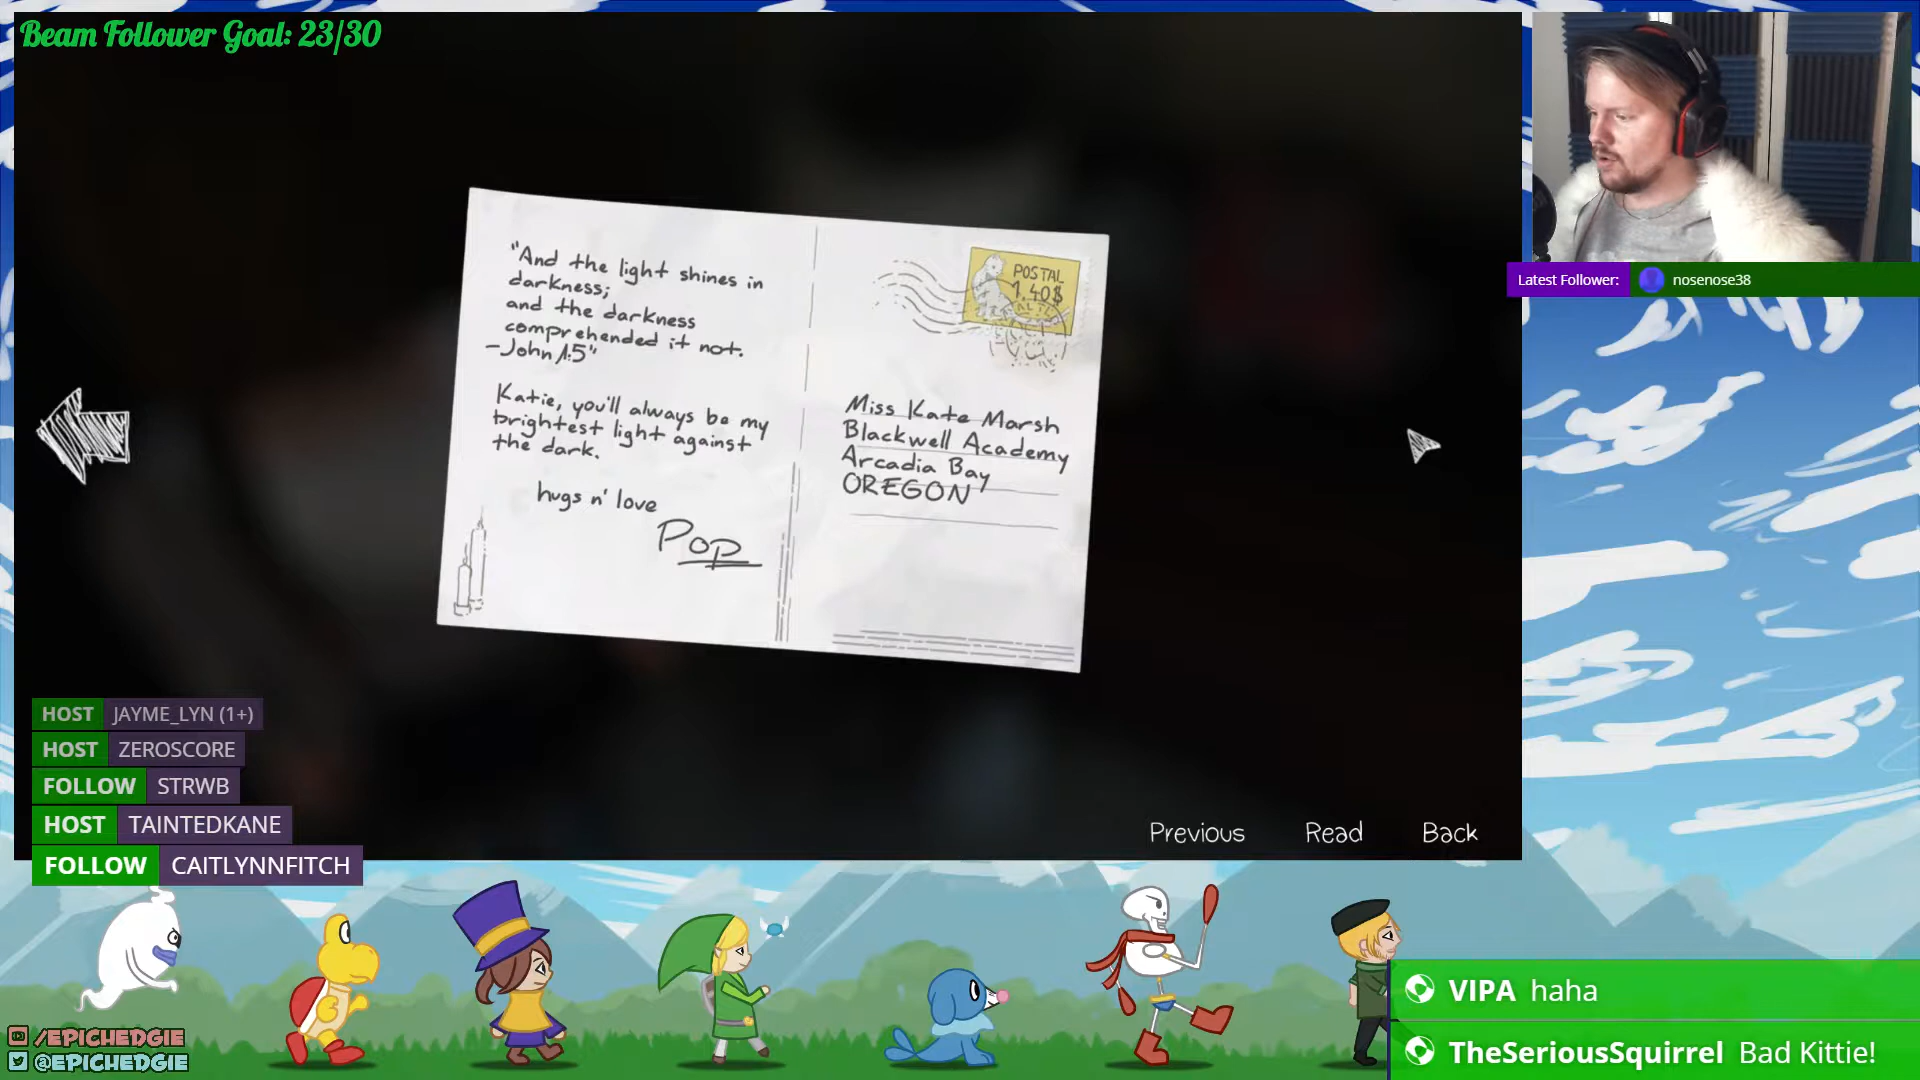 Beam Follower Goal: 23/30
"And the light shines in
darkness;
and the darkness
comprehended it not.
-John 1:5"
Katie, you'll always be my
brightest light against
the dark.
hugs n' love
Pop
POSTAL
1,40$
Miss Kate Marsh
Blackwell Academy
Arcadia Bay
OREGON
Latest Follower: nosenose38
Previous Read Back
HOST JAYME_LYN (1+)
HOST ZEROSCORE
FOLLOW STRWB
HOST TAINTEDKANE
FOLLOW CAITLYNNFITCH
/EPICHEDGIE
@EPICHEDGIE
VIPA haha
TheSeriousSquirrel Bad Kittie!